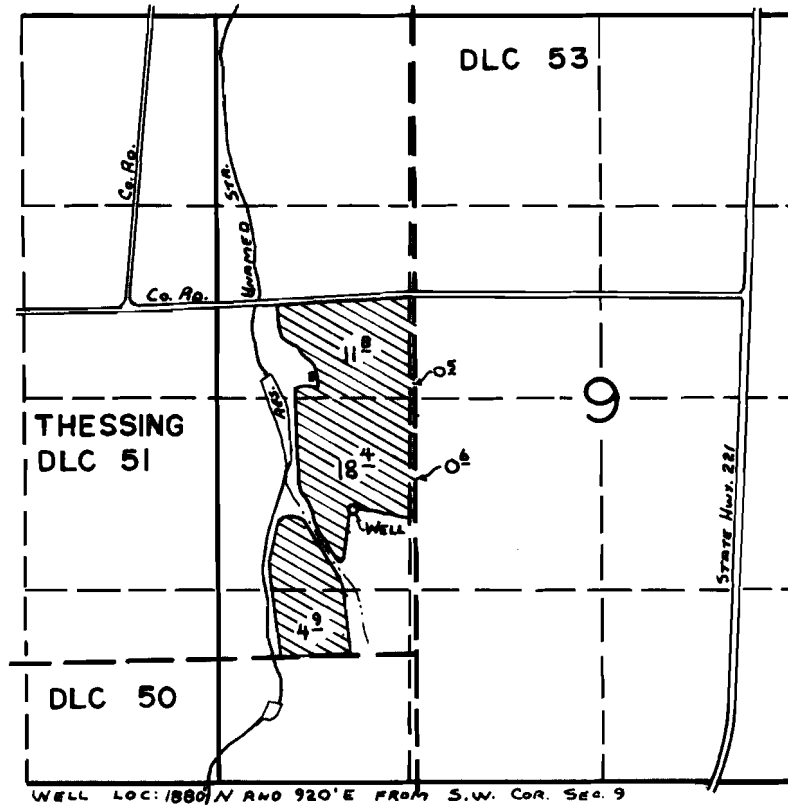 DLC 53
Co. Rd.
STR.
UNAMED
Co. Rd.
11 8
0 5
RES.
9
THESSING
DLC 51
18 4
0 6
WELL
STATE HWY. 221
4 9
DLC 50
WELL LOC: 1880' N AND 920' E FROM S.W. COR. SEC. 9